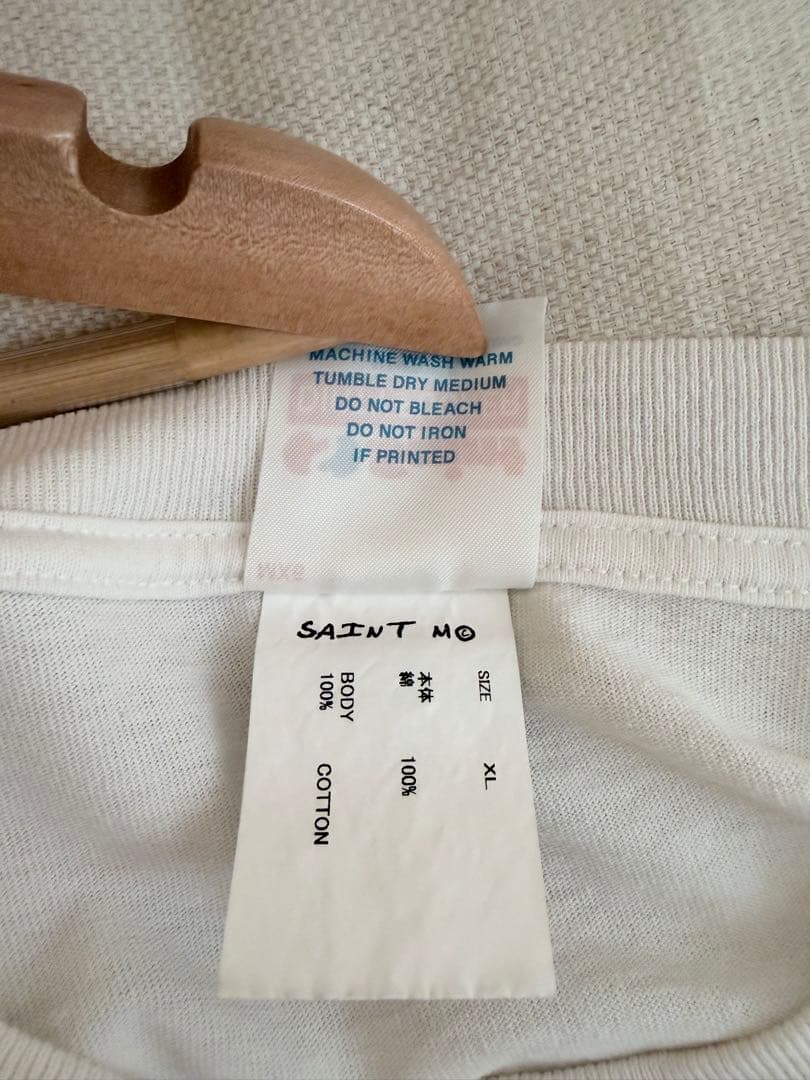 MACHINE WASH WARM
TUMBLE DRY MEDIUM
DO NOT BLEACH
DO NOT IRON
IF PRINTED
SAINT M©
SIZE XL
本体
綿 100%
BODY
100% COTTON